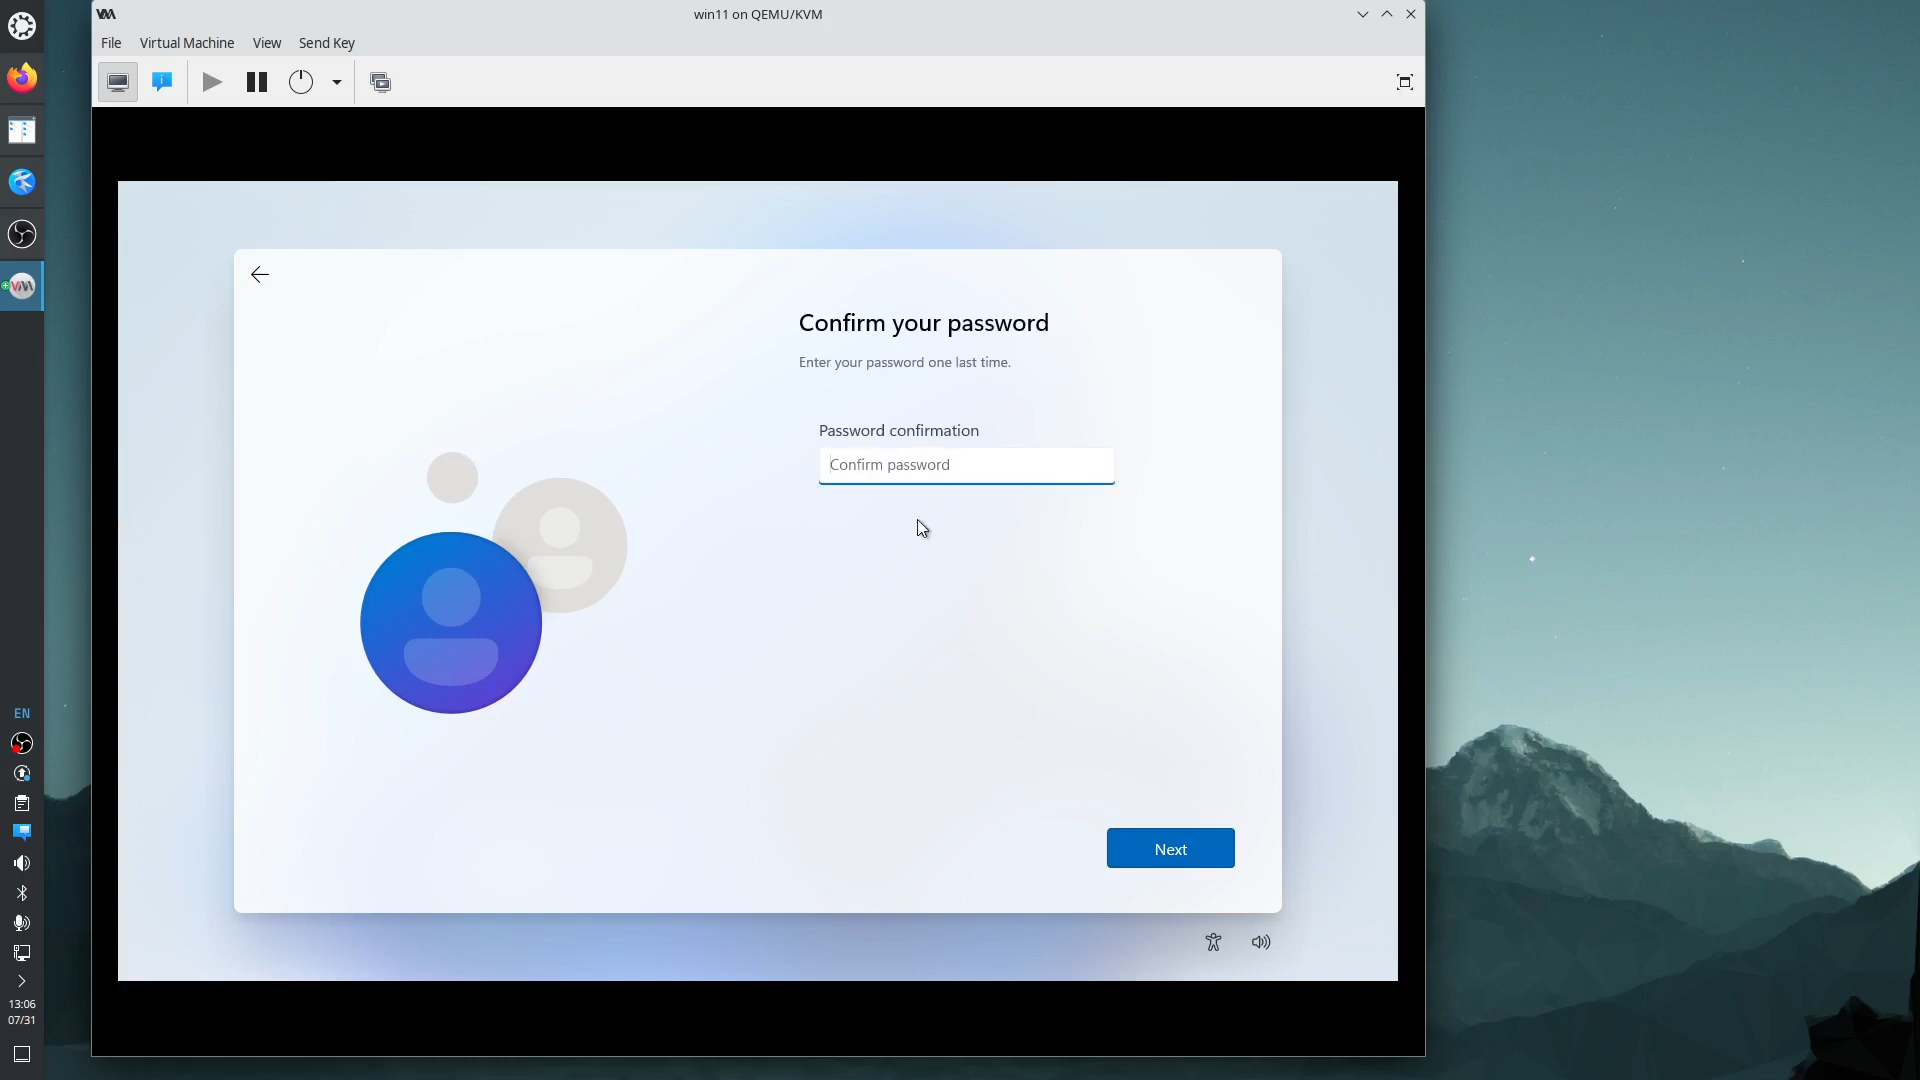 win11 on QEMU/KVM
File Virtual Machine View Send Key
Confirm your password
Enter your password one last time.
Password confirmation
Confirm password
Next
EN
13:06
07/31